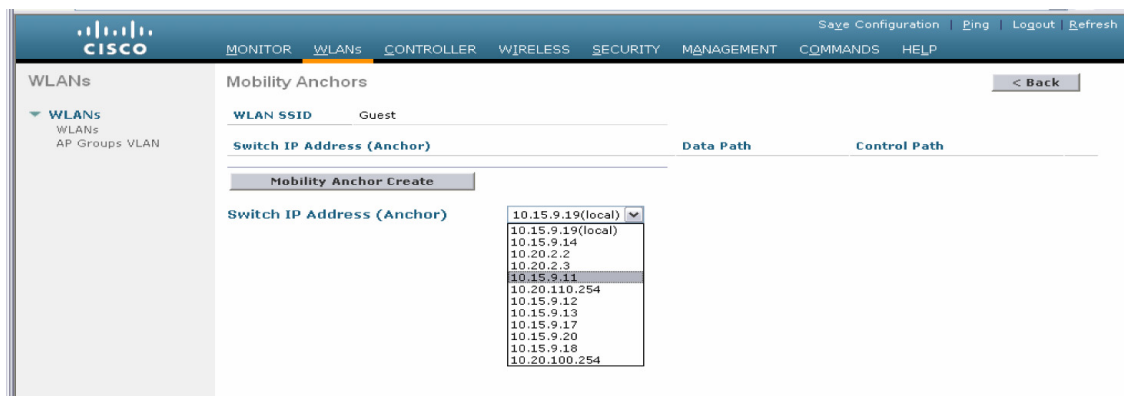 Save Configuration | Ping | Logout | Refresh
CISCO
MONITOR WLANs CONTROLLER WIRELESS SECURITY MANAGEMENT COMMANDS HELP
WLANs
WLANs
WLANs
AP Groups VLAN
Mobility Anchors
< Back
WLAN SSID Guest
Switch IP Address (Anchor) Data Path Control Path
Mobility Anchor Create
Switch IP Address (Anchor) 10.15.9.19(local)
10.15.9.19(local)
10.15.9.14
10.20.2.2
10.20.2.3
10.15.9.11
10.20.110.254
10.15.9.12
10.15.9.13
10.15.9.17
10.15.9.20
10.15.9.18
10.20.100.254